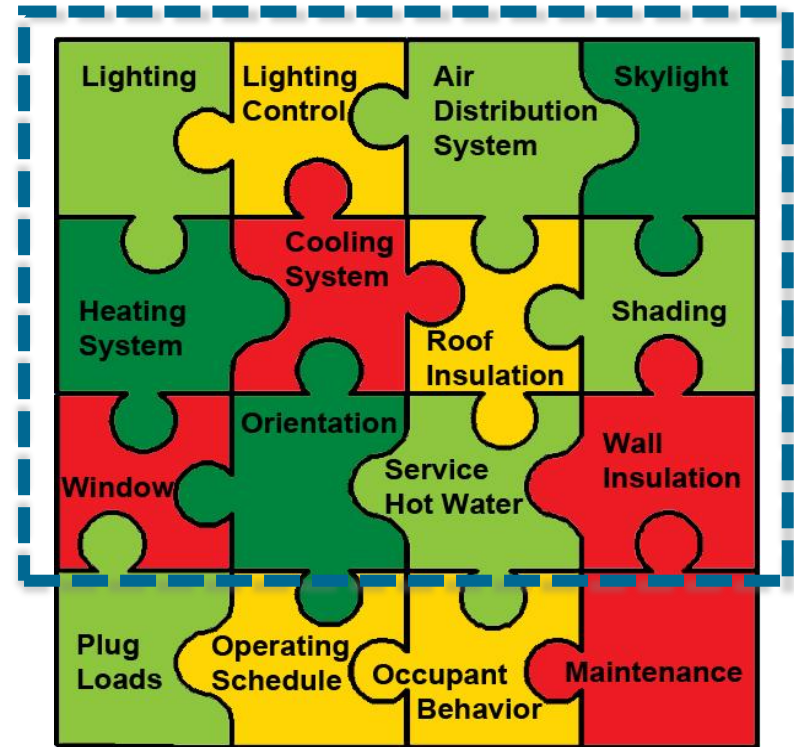 Lighting
Lighting
Control
Air
Distribution
System
Skylight
Heating
System
Cooling
System
Roof
Insulation
Shading
Window
Orientation
Service
Hot Water
Wall
Insulation
Plug
Loads
Operating
Schedule
Occupant
Behavior
Maintenance